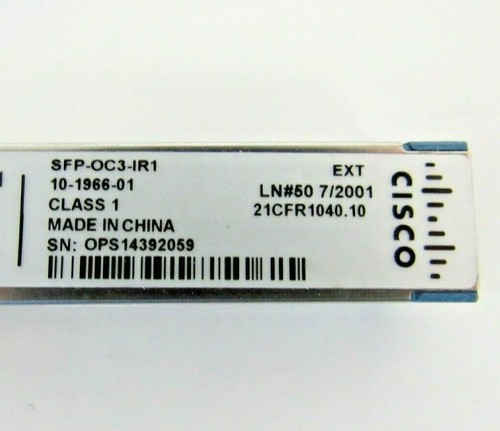 SFP-OC3-IR1
10-1966-01
CLASS 1
MADE IN CHINA
SN: OPS14392059
EXT
LN#50 7/2001
21CFR1040.10
CISCO